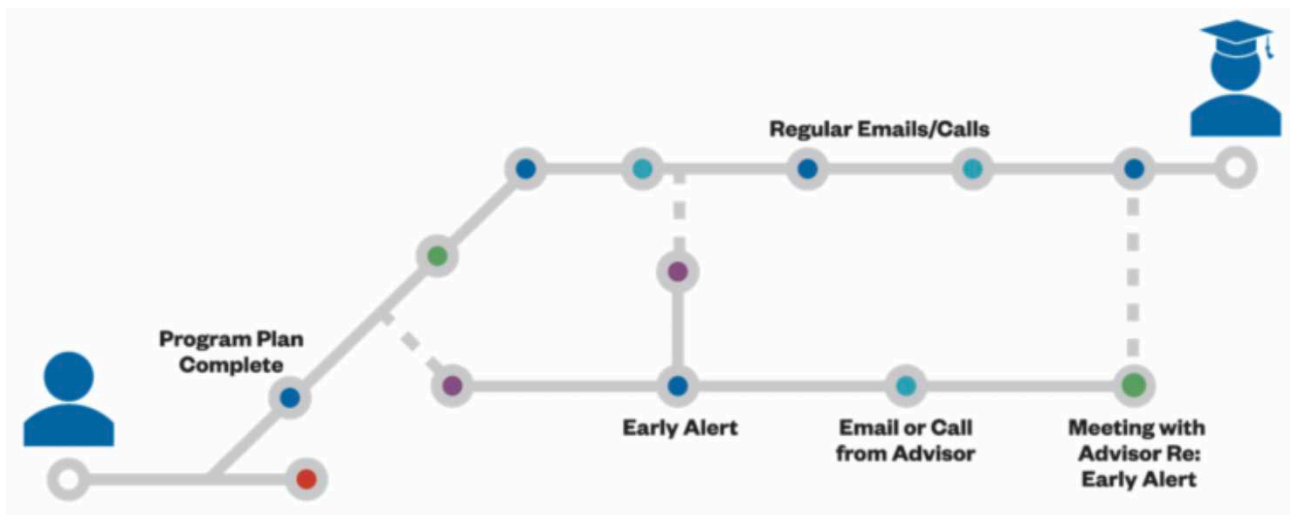 Regular Emails/Calls
Program Plan
Complete
Early Alert
Email or Call
from Advisor
Meeting with
Advisor Re:
Early Alert